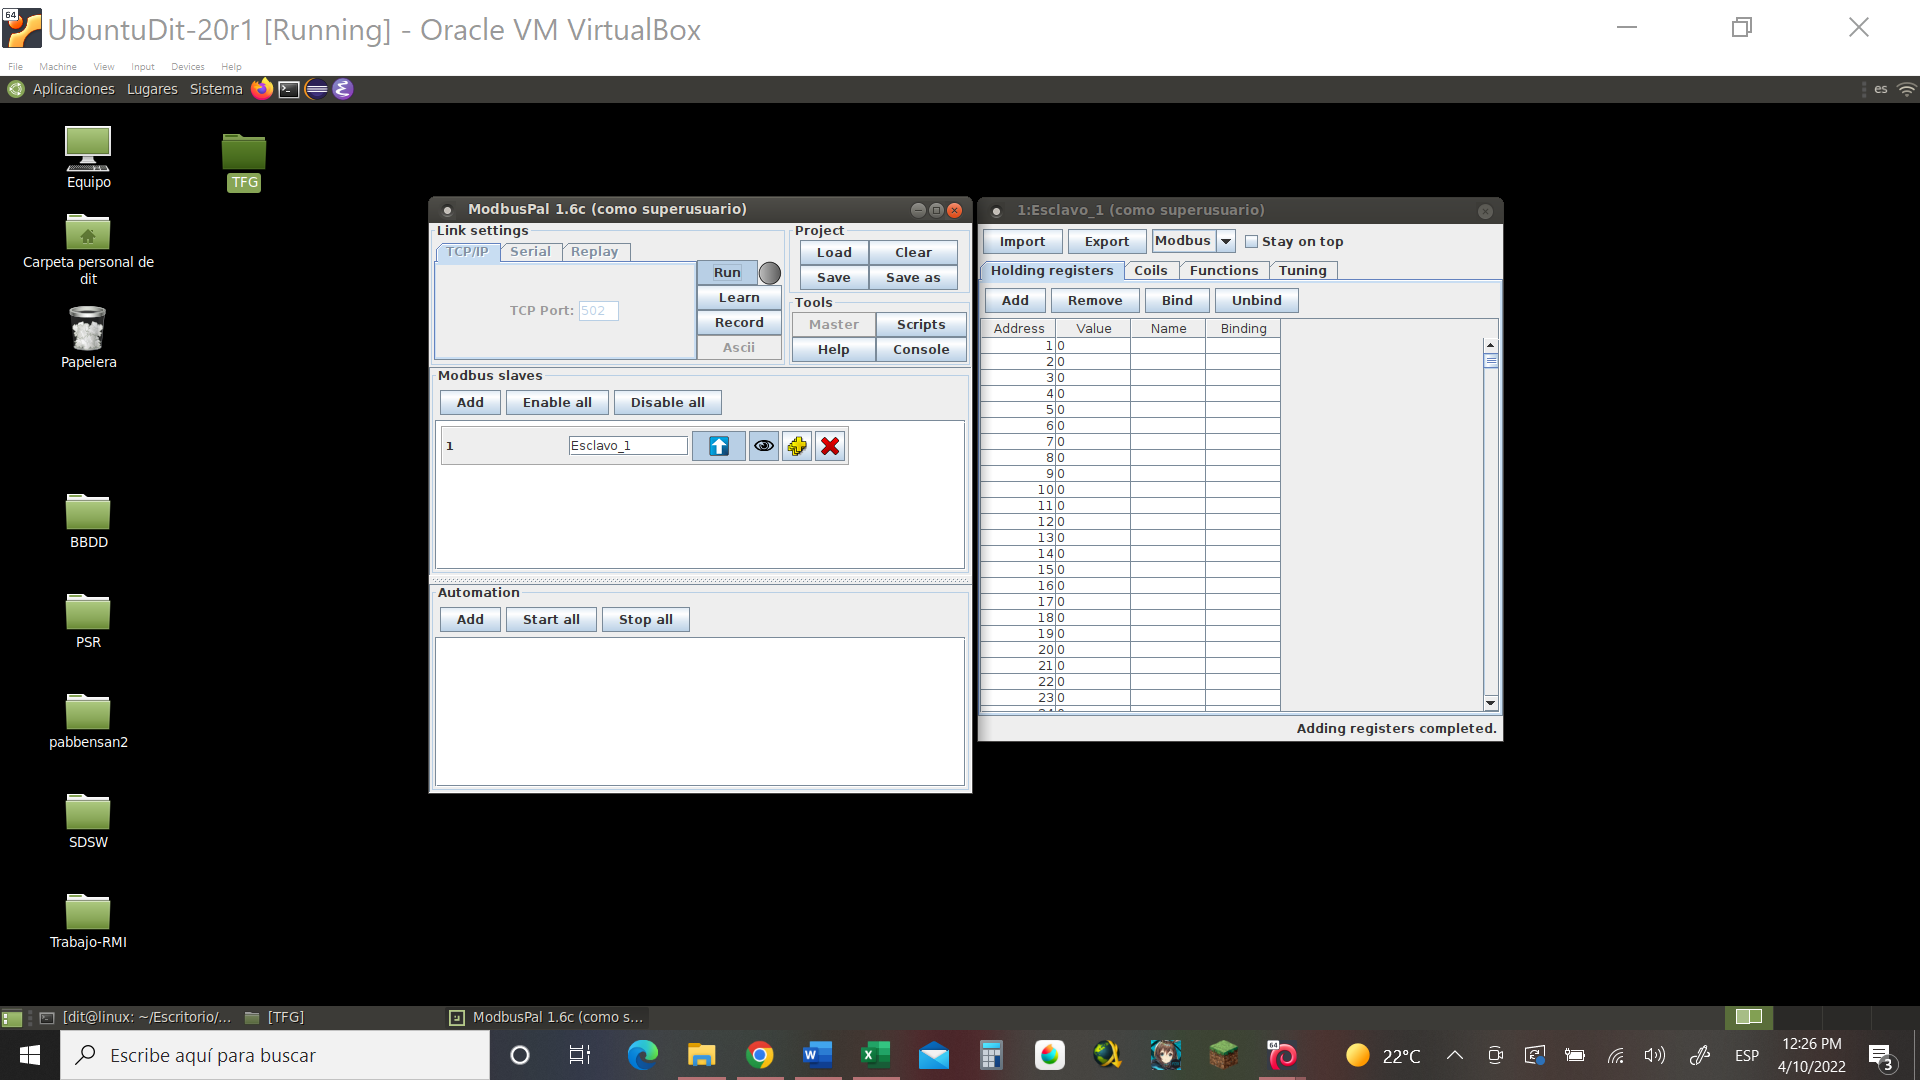 UbuntuDit-20r1 [Running] - Oracle VM VirtualBox
File Machine View Input Devices Help
Aplicaciones Lugares Sistema
es
Equipo
TFG
Carpeta personal de
dit
Papelera
BBDD
PSR
pabbensan2
SDSW
Trabajo-RMI
ModbusPal 1.6c (como superusuario)
Link settings
TCP/IP Serial Replay
TCP Port: 502
Run
Learn
Record
Ascii
Project
Load Clear
Save Save as
Tools
Master Scripts
Help Console
Modbus slaves
Add Enable all Disable all
1 Esclavo_1
Automation
Add Start all Stop all
1:Esclavo_1 (como superusuario)
Import Export Modbus Stay on top
Holding registers Coils Functions Tuning
Add Remove Bind Unbind
Address Value Name Binding
1 0
2 0
3 0
4 0
5 0
6 0
7 0
8 0
9 0
10 0
11 0
12 0
13 0
14 0
15 0
16 0
17 0
18 0
19 0
20 0
21 0
22 0
23 0
Adding registers completed.
[dit@linux: ~/Escritorio/... [TFG] ModbusPal 1.6c (como s...
Escribe aquí para buscar
64
22°C
ESP
12:26 PM
4/10/2022
3